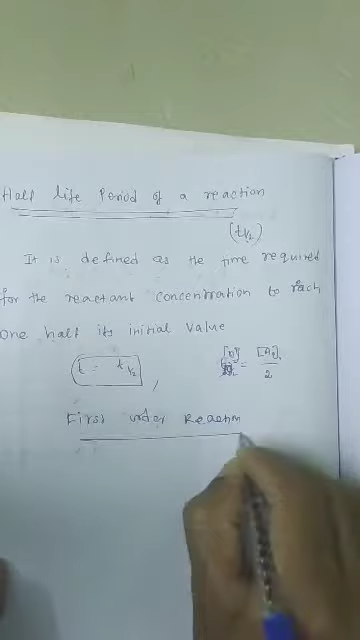 Half life Period of a reaction
(t1/2)
It is defined as the time required
for the reactant concentration to reach
one half its initial value
t = t1/2 , [A] = [A]0/2
First order Reaction